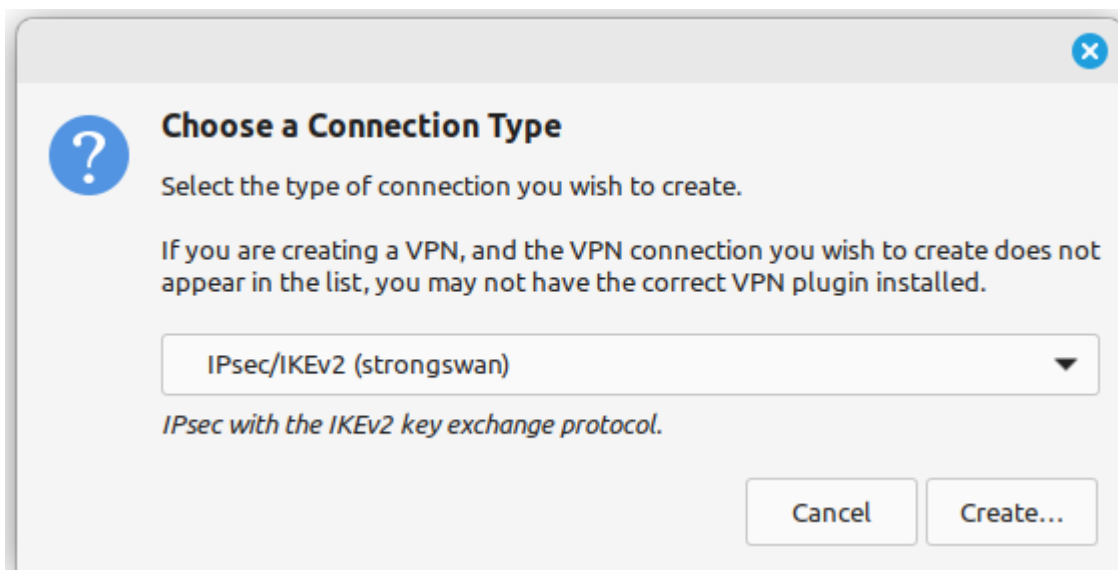 Choose a Connection Type
Select the type of connection you wish to create.
If you are creating a VPN, and the VPN connection you wish to create does not
appear in the list, you may not have the correct VPN plugin installed.
IPsec/IKEv2 (strongswan)
IPsec with the IKEv2 key exchange protocol.
Cancel
Create…